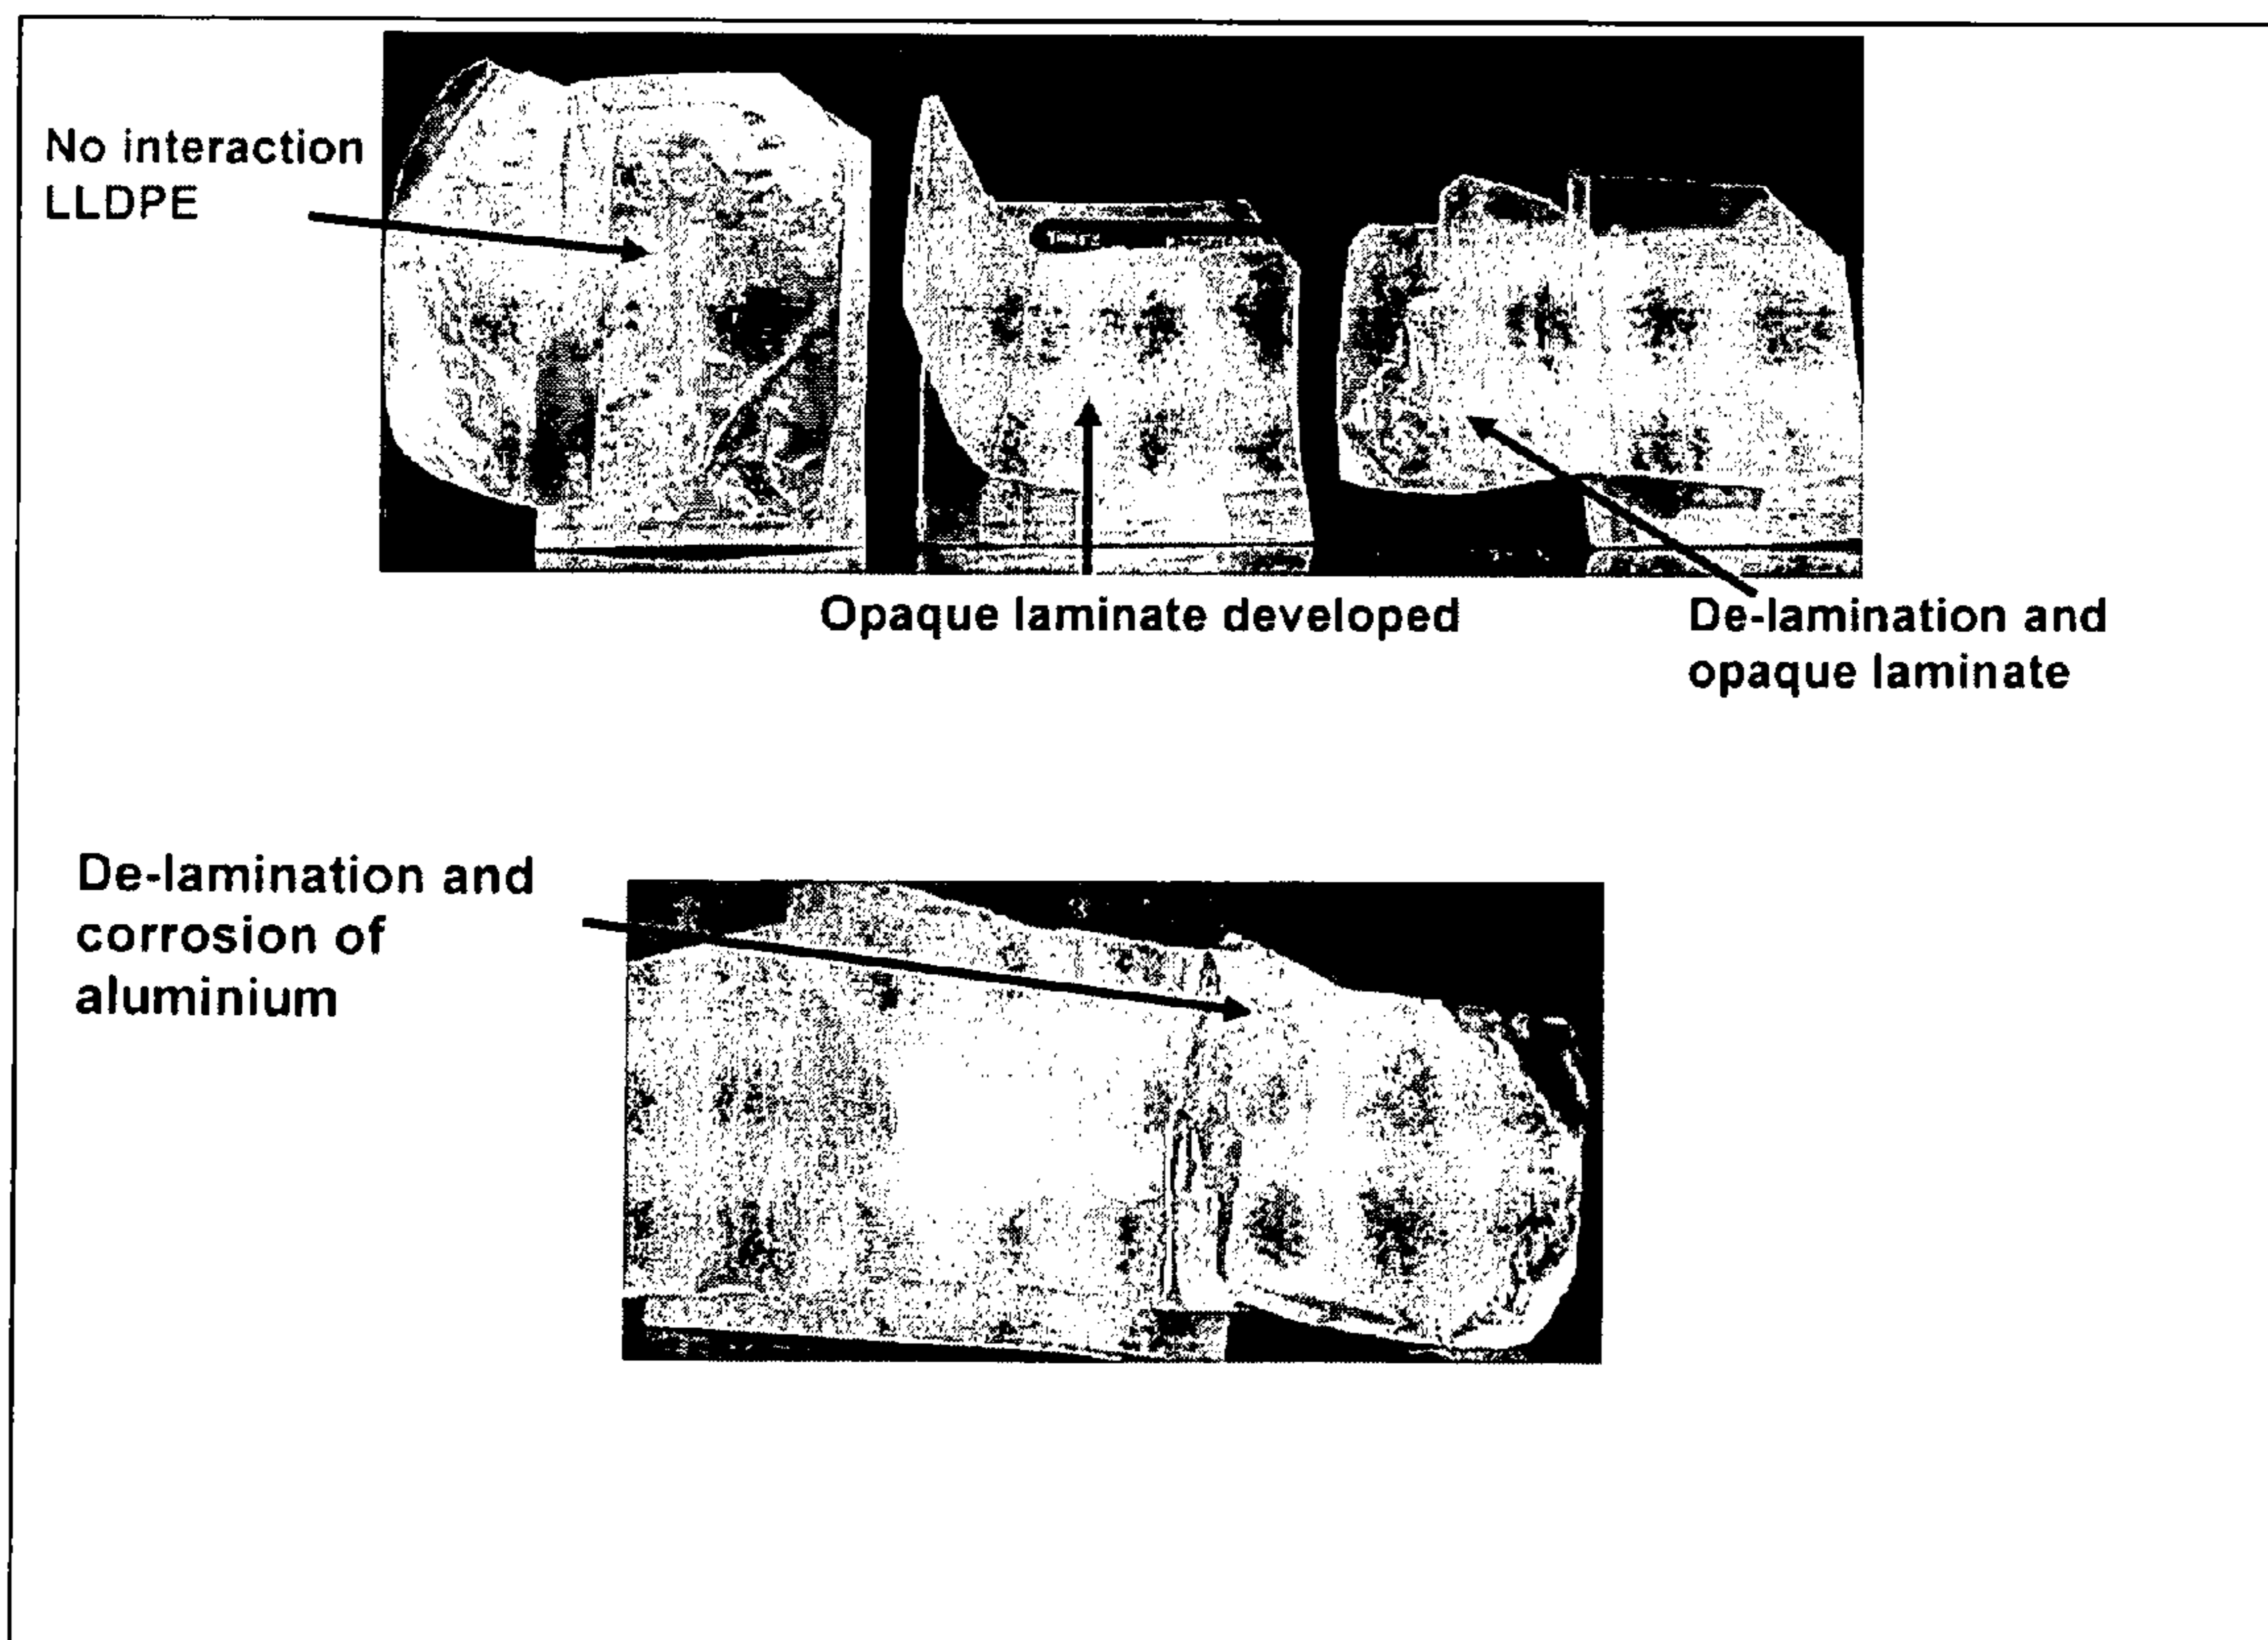 No interaction
LLDPE
Opaque laminate developed
De-lamination and
opaque laminate
De-lamination and
corrosion of
aluminium